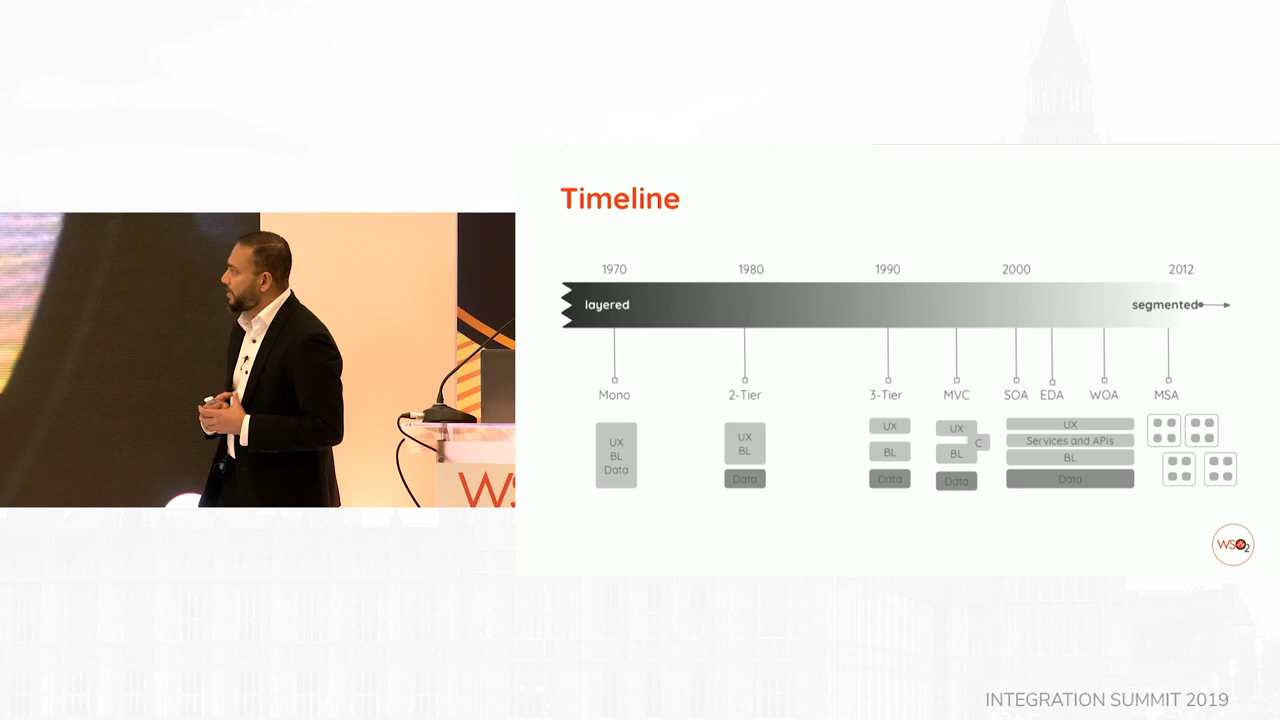 Timeline
1970 1980 1990 2000 2012
layered segmented
Mono 2-Tier 3-Tier MVC SOA EDA WOA MSA
UX
BL
Data
UX
BL
Data
UX
BL
Data
UX
C
BL
Data
UX
Services and APIs
BL
Data
WSO2
WS
INTEGRATION SUMMIT 2019